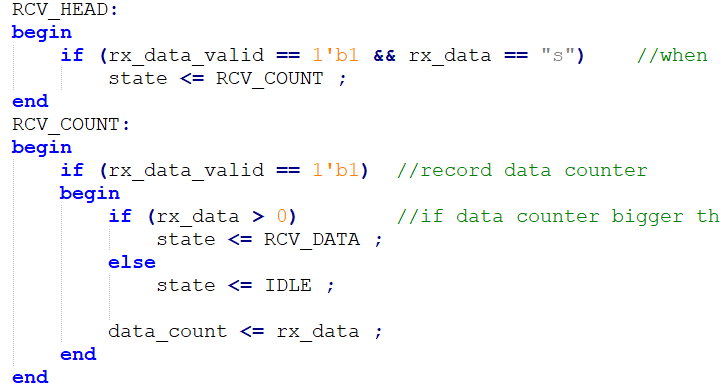 RCV_HEAD:
begin
    if (rx_data_valid == 1'b1 && rx_data == "s")    //when
        state <= RCV_COUNT ;
end
RCV_COUNT:
begin
    if (rx_data_valid == 1'b1)  //record data counter
    begin
        if (rx_data > 0)        //if data counter bigger th
            state <= RCV_DATA ;
        else
            state <= IDLE ;
        data_count <= rx_data ;
    end
end